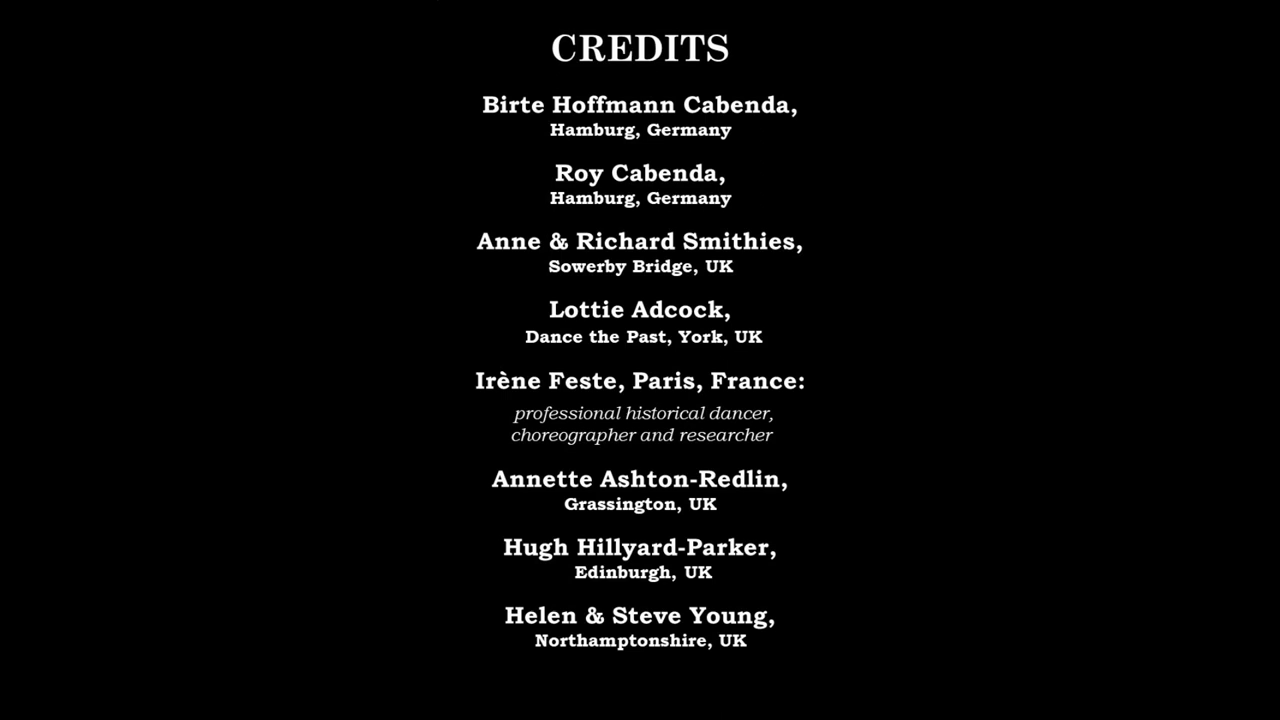 CREDITS
Birte Hoffmann Cabenda,
Hamburg, Germany
Roy Cabenda,
Hamburg, Germany
Anne & Richard Smithies,
Sowerby Bridge, UK
Lottie Adcock,
Dance the Past, York, UK
Irène Feste, Paris, France:
professional historical dancer,
choreographer and researcher
Annette Ashton-Redlin,
Grassington, UK
Hugh Hillyard-Parker,
Edinburgh, UK
Helen & Steve Young,
Northamptonshire, UK